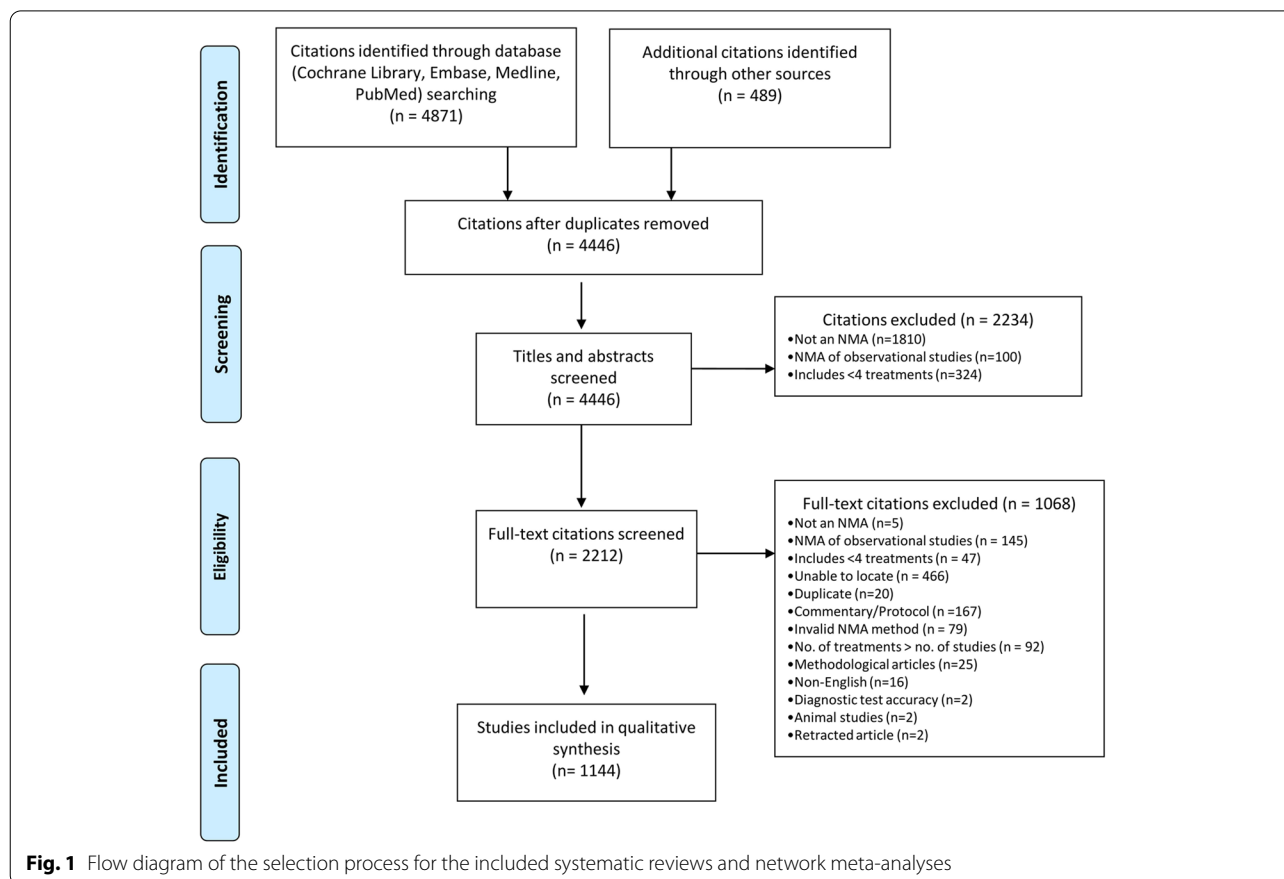 Identification
Citations identified through database
(Cochrane Library, Embase, Medline,
PubMed) searching
(n = 4871)
Additional citations identified
through other sources
(n = 489)
Citations after duplicates removed
(n = 4446)
Screening
Titles and abstracts
screened
(n = 4446)
Citations excluded (n = 2234)
•Not an NMA (n=1810)
•NMA of observational studies (n=100)
•Includes <4 treatments (n=324)
Eligibility
Full-text citations screened
(n = 2212)
Full-text citations excluded (n = 1068)
•Not an NMA (n=5)
•NMA of observational studies (n = 145)
•Includes <4 treatments (n = 47)
•Unable to locate (n = 466)
•Duplicate (n=20)
•Commentary/Protocol (n =167)
•Invalid NMA method (n = 79)
•No. of treatments > no. of studies (n = 92)
•Methodological articles (n=25)
•Non-English (n=16)
•Diagnostic test accuracy (n=2)
•Animal studies (n=2)
•Retracted article (n=2)
Included
Studies included in qualitative
synthesis
(n= 1144)
Fig. 1 Flow diagram of the selection process for the included systematic reviews and network meta-analyses